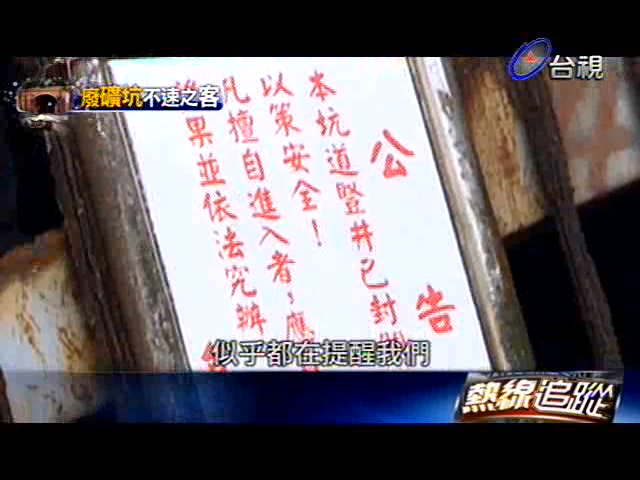 台視
廢礦坑不速之客
公告
本坑道豎井已封
以策安全！
凡擅自進入者，應
果並依法究辦
似乎都在提醒我們
熱線追蹤